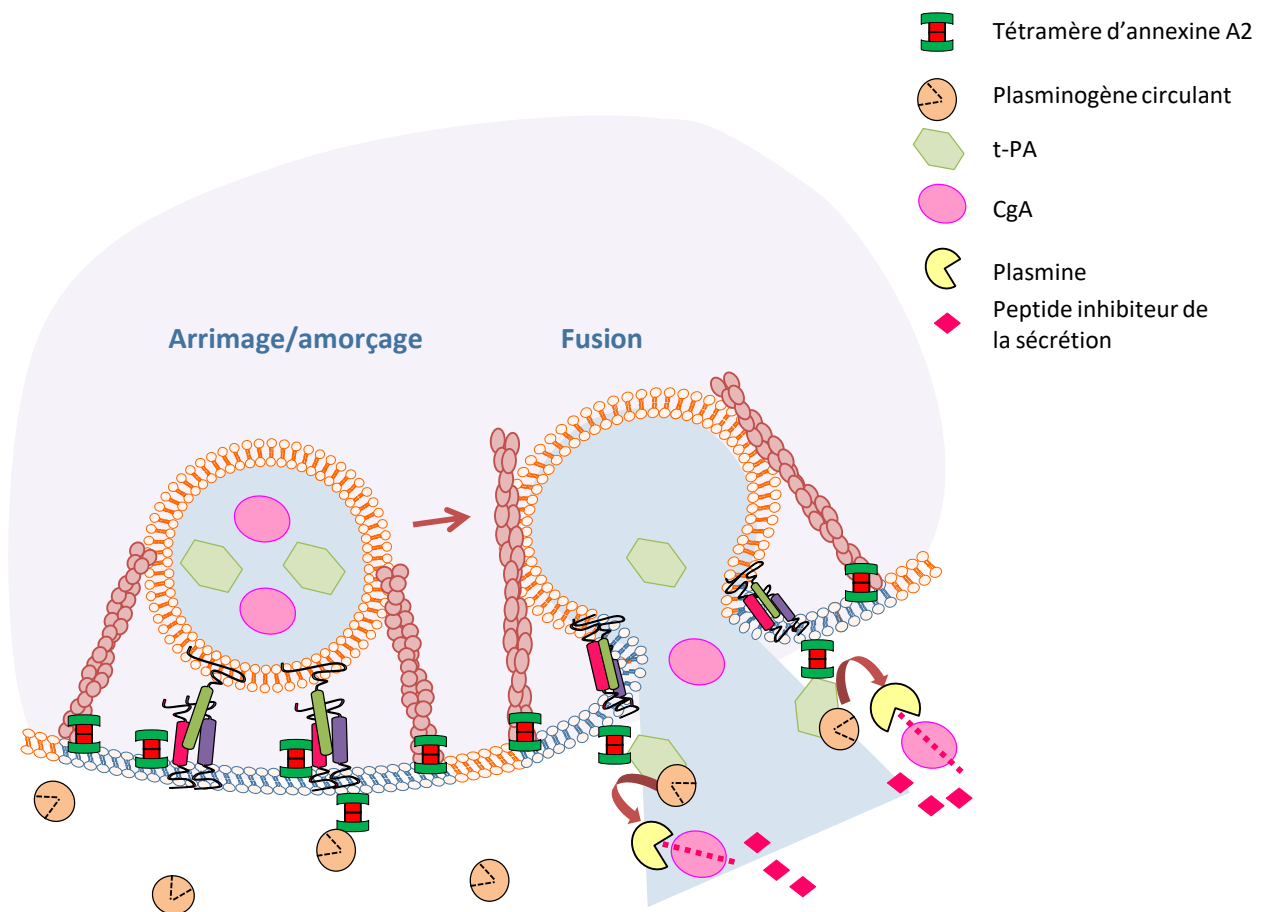 Tétramère d'annexine A2
Plasminogène circulant
t-PA
CgA
Plasmine
Peptide inhibiteur de
la sécrétion
Arrimage/amorçage
Fusion